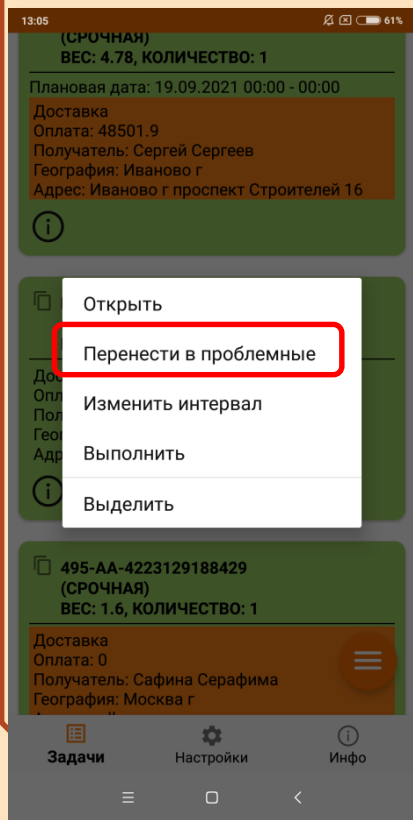 13:05
61%
(СРОЧНАЯ)
ВЕС: 4.78, КОЛИЧЕСТВО: 1
Плановая дата: 19.09.2021 00:00 - 00:00
Доставка
Оплата: 48501.9
Получатель: Сергей Сергеев
География: Иваново г
Адрес: Иваново г проспект Строителей 16
Открыть
Перенести в проблемные
Изменить интервал
Выполнить
Выделить
495-АА-4223129188429
(СРОЧНАЯ)
ВЕС: 1.6, КОЛИЧЕСТВО: 1
Доставка
Оплата: 0
Получатель: Сафина Серафима
География: Москва г
Задачи
Настройки
Инфо